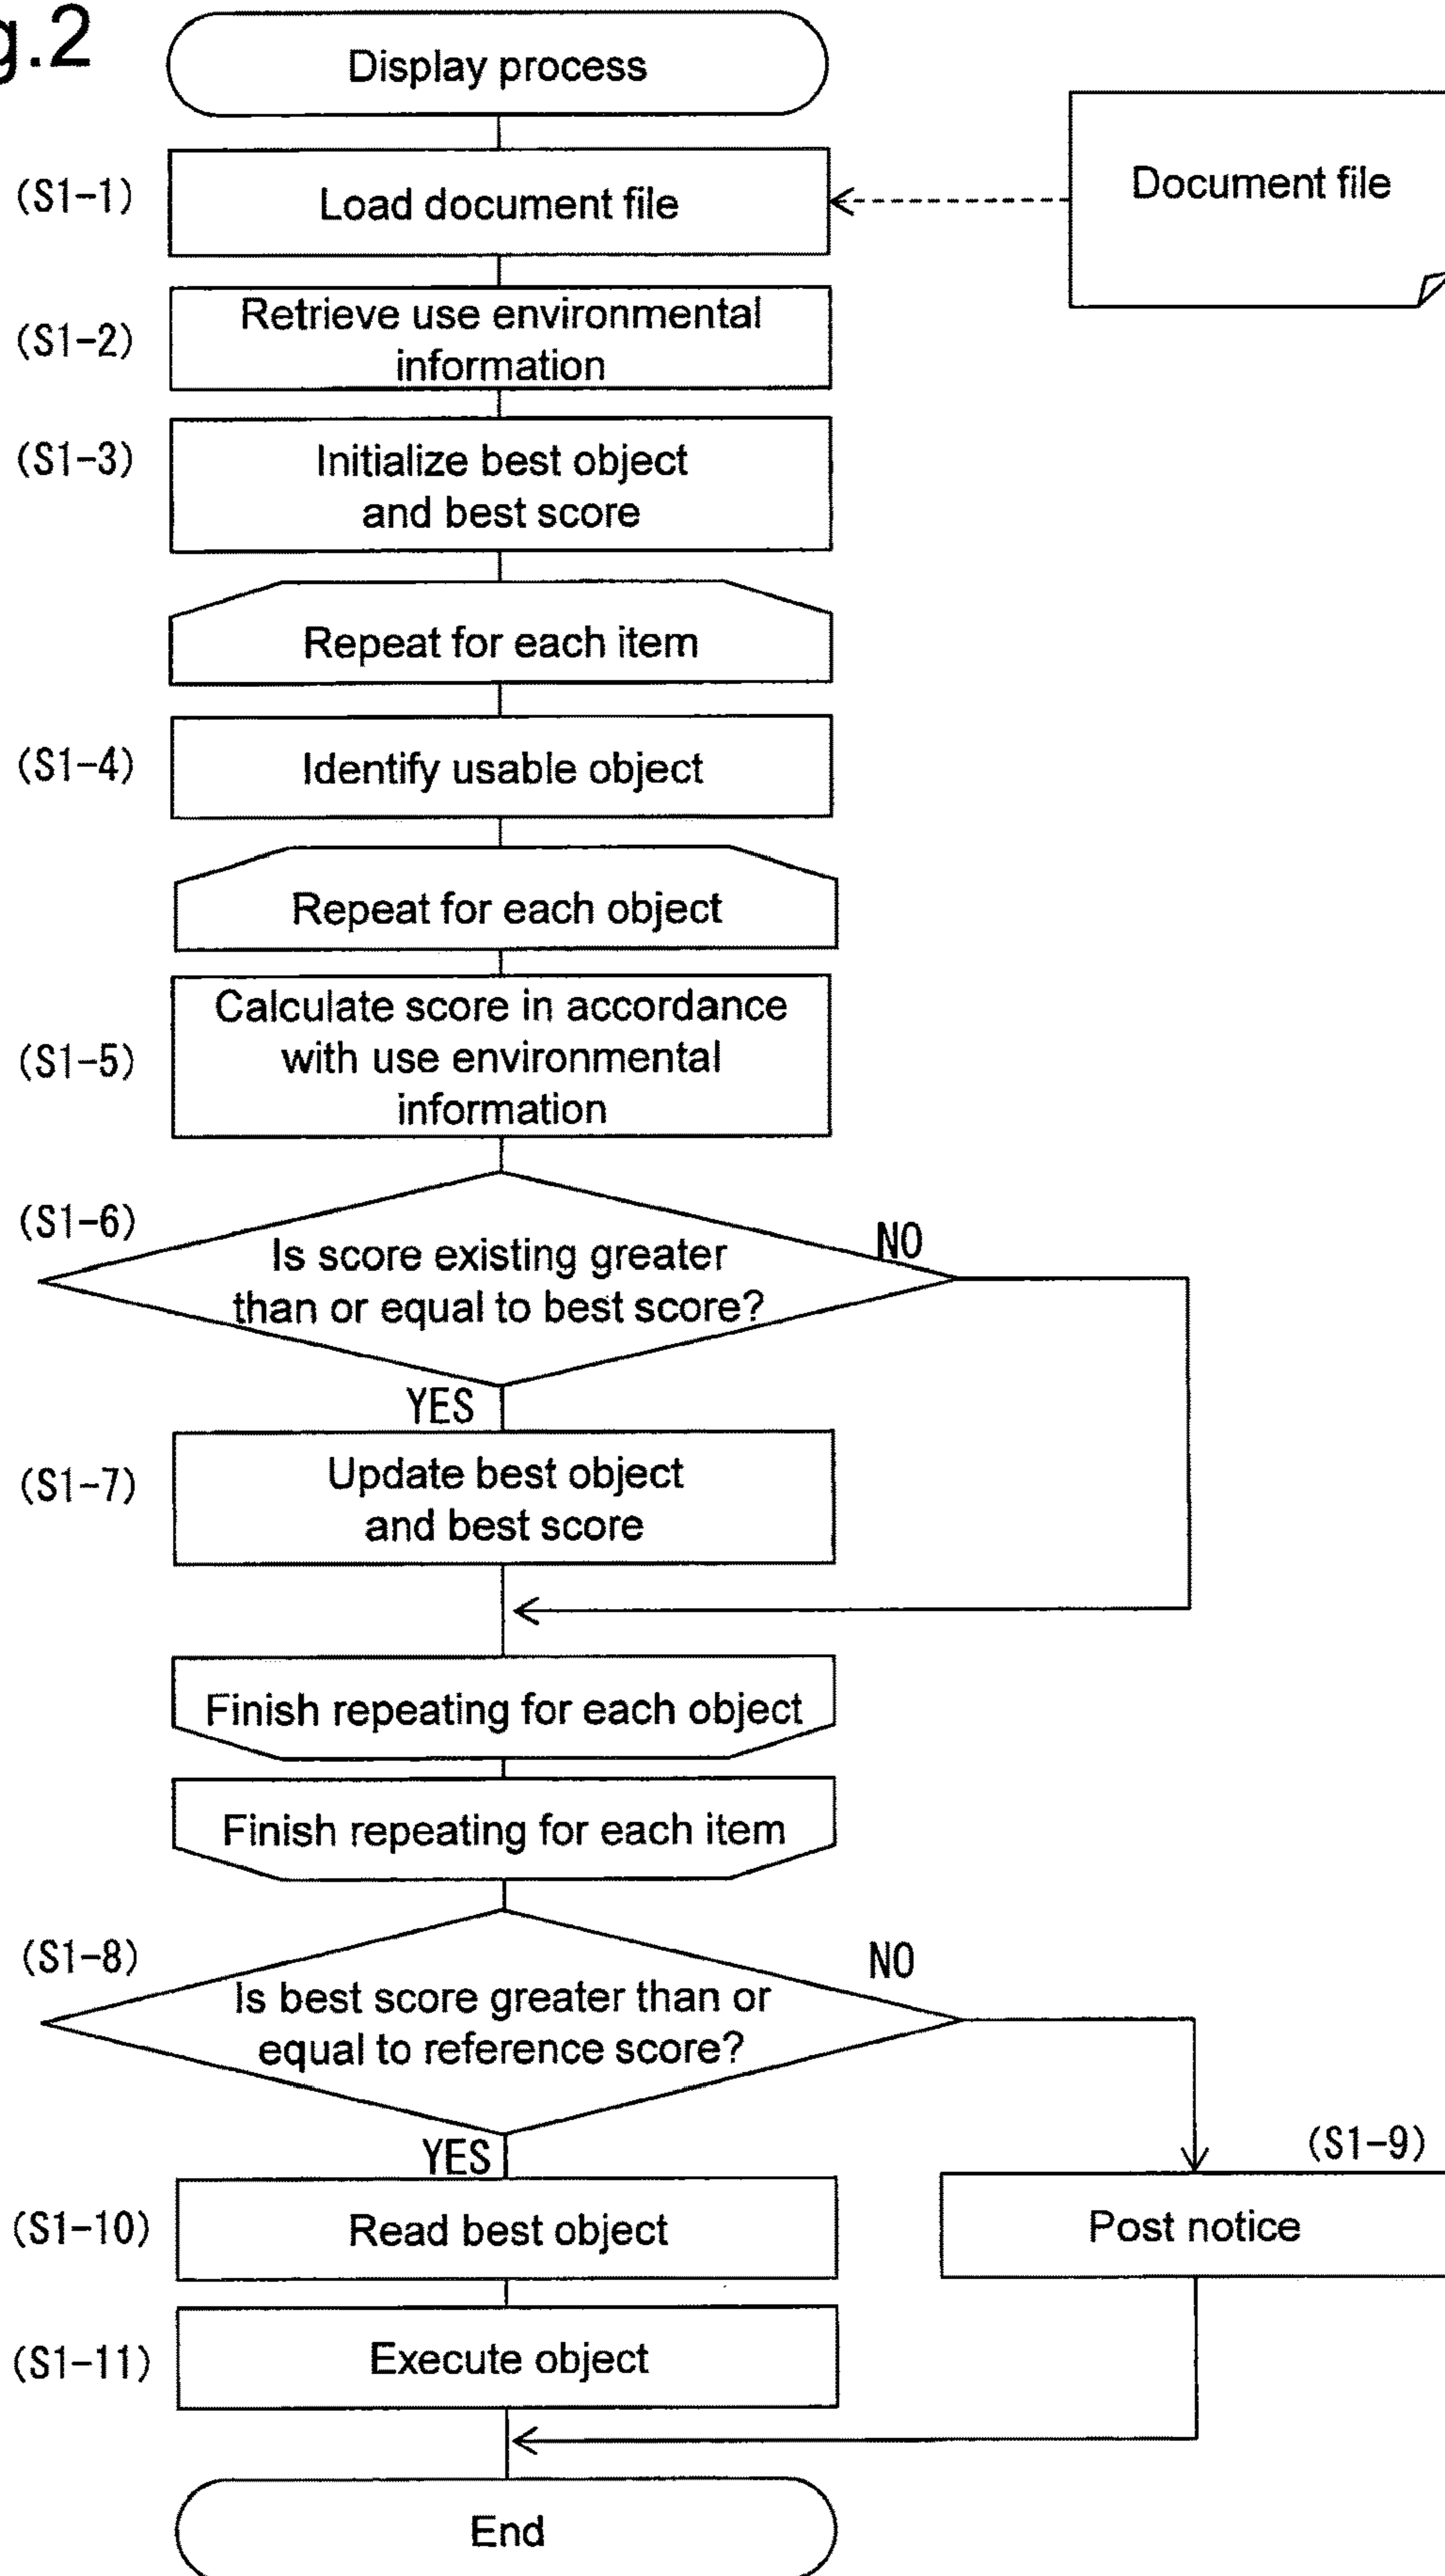 g.2
Display process
Document file
(S1-1)
Load document file
(S1-2)
Retrieve use environmental
information
(S1-3)
Initialize best object
and best score
Repeat for each item
(S1-4)
Identify usable object
Repeat for each object
(S1-5)
Calculate score in accordance
with use environmental
information
(S1-6)
Is score existing greater
than or equal to best score?
NO
YES
(S1-7)
Update best object
and best score
Finish repeating for each object
Finish repeating for each item
(S1-8)
Is best score greater than or
equal to reference score?
NO
YES
(S1-9)
Post notice
(S1-10)
Read best object
(S1-11)
Execute object
End